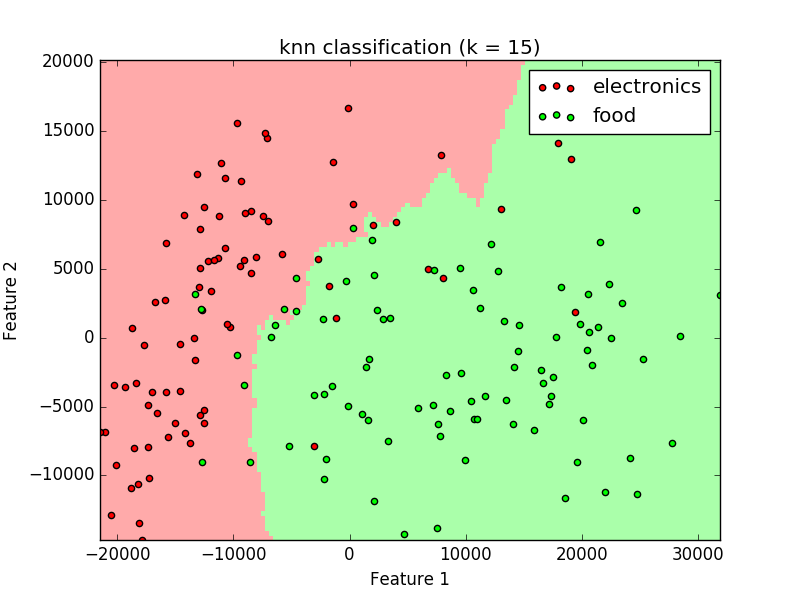 knn classification (k = 15)
20000
15000
10000
5000
0
−5000
−10000
−20000 −10000 0 10000 20000 30000
Feature 1
Feature 2
electronics
food